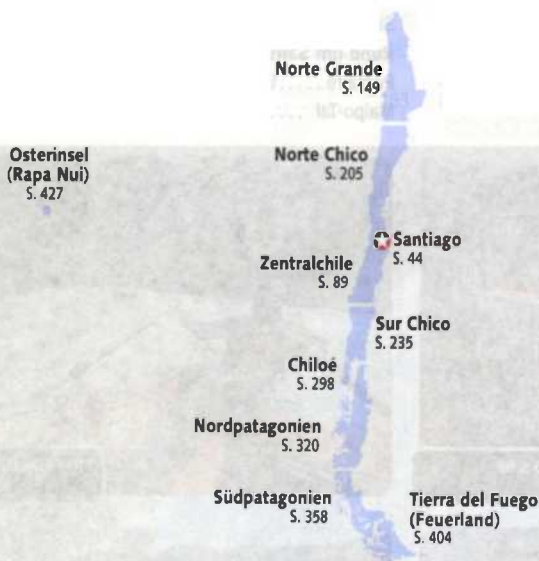 Norte Grande
S. 149
Norte Chico
S. 205
Osterinsel
(Rapa Nui)
S. 427
Santiago
S. 44
Zentralchile
S. 89
Sur Chico
S. 235
Chiloé
S. 298
Nordpatagonien
S. 320
Südpatagonien
S. 358
Tierra del Fuego
(Feuerland)
S. 404